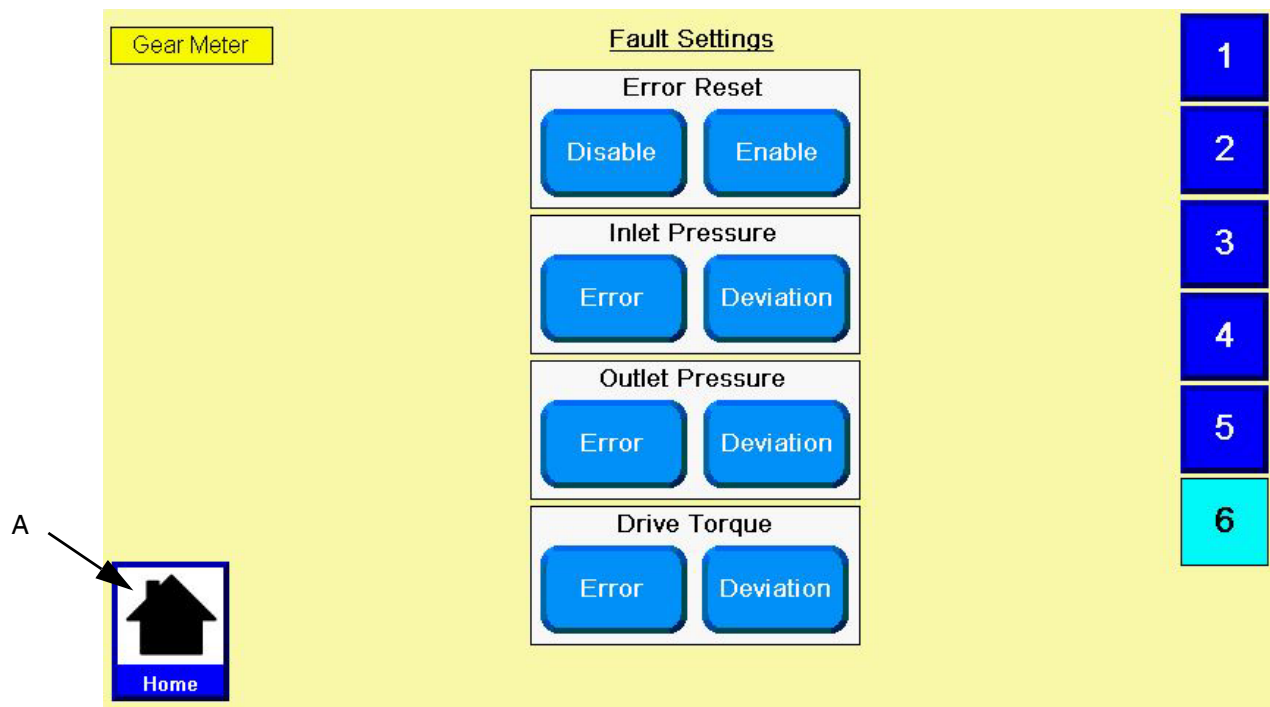 Gear Meter
Fault Settings
Error Reset
Disable Enable
Inlet Pressure
Error Deviation
Outlet Pressure
Error Deviation
Drive Torque
Error Deviation
1
2
3
4
5
6
A
Home